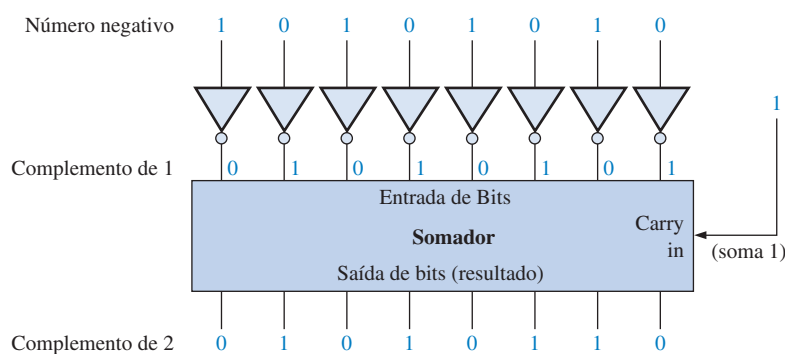 Número negativo 1 0 1 0 1 0 1 0
1
Complemento de 1 0 1 0 1 0 1 0 1
Entrada de Bits
Carry
in
Somador
(soma 1)
Saída de bits (resultado)
Complemento de 2 0 1 0 1 0 1 1 0